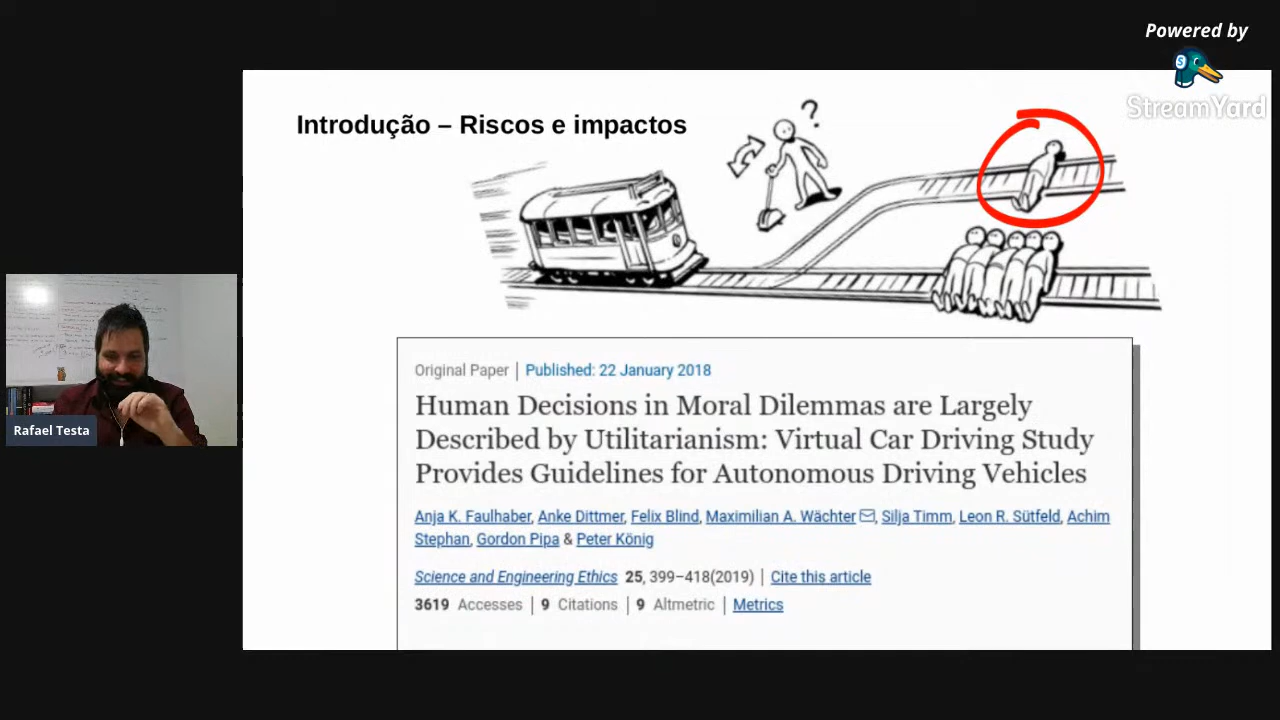 Powered by
StreamYard
Introdução – Riscos e impactos
?
Original Paper | Published: 22 January 2018
Human Decisions in Moral Dilemmas are Largely
Described by Utilitarianism: Virtual Car Driving Study
Provides Guidelines for Autonomous Driving Vehicles
Anja K. Faulhaber, Anke Dittmer, Felix Blind, Maximilian A. Wächter, Silja Timm, Leon R. Sütfeld, Achim
Stephan, Gordon Pipa & Peter König
Science and Engineering Ethics 25, 399–418(2019) | Cite this article
3619 Accesses | 9 Citations | 9 Altmetric | Metrics
Rafael Testa